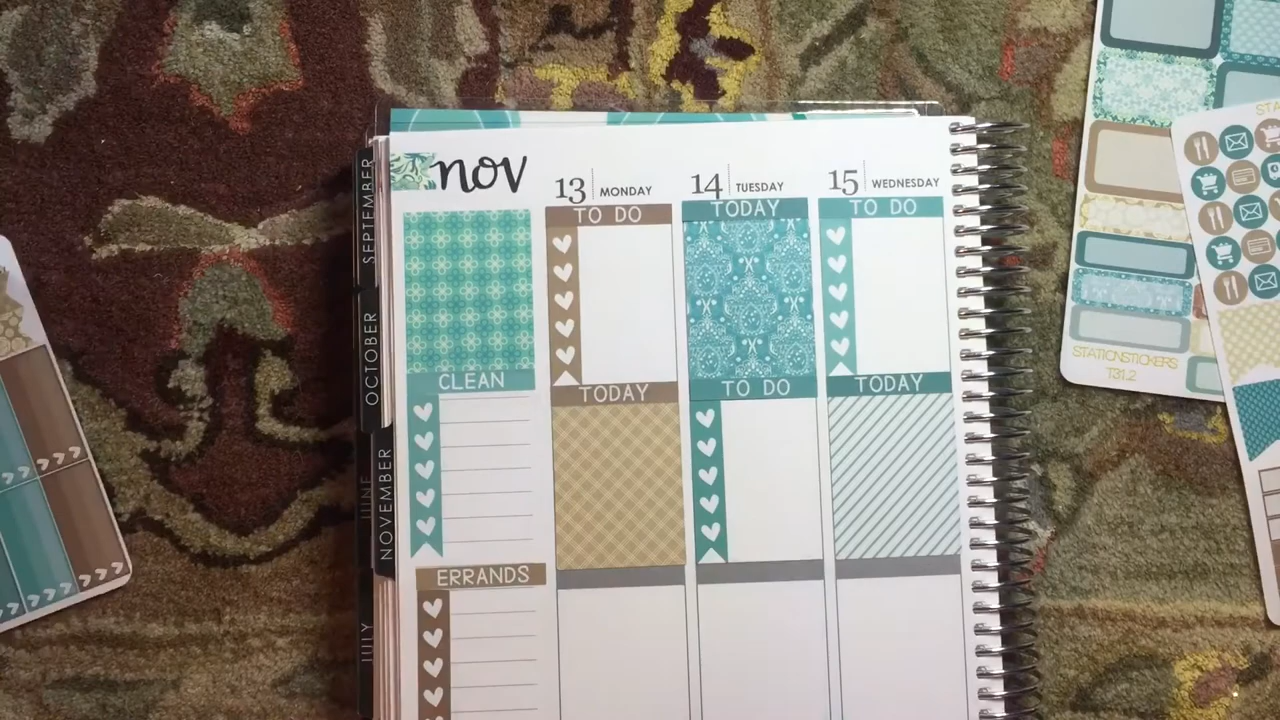 nov
13 MONDAY
14 TUESDAY
15 WEDNESDAY
TO DO
TODAY
TO DO
CLEAN
TODAY
TO DO
TODAY
ERRANDS
SEPTEMBER
OCTOBER
NOVEMBER
JUNE
JULY
STATIONSTICKERS
T31.2